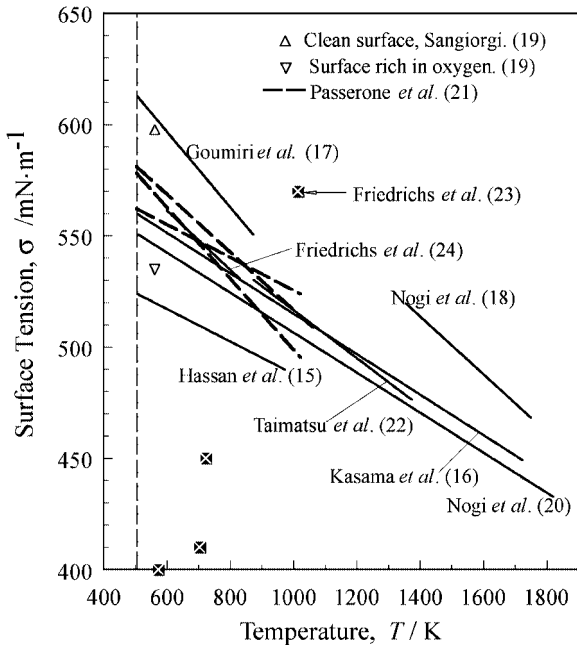 650
600
550
500
450
400
400
600
800
1000
1200
1400
1600
1800
Surface Tension, σ /mN·m⁻¹
Temperature, T / K
Clean surface, Sangiorgi. (19)
Surface rich in oxygen. (19)
Passerone et al. (21)
Goumiri et al. (17)
Friedrichs et al. (23)
Friedrichs et al. (24)
Nogi et al. (18)
Hassan et al. (15)
Taimatsu et al. (22)
Kasama et al. (16)
Nogi et al. (20)